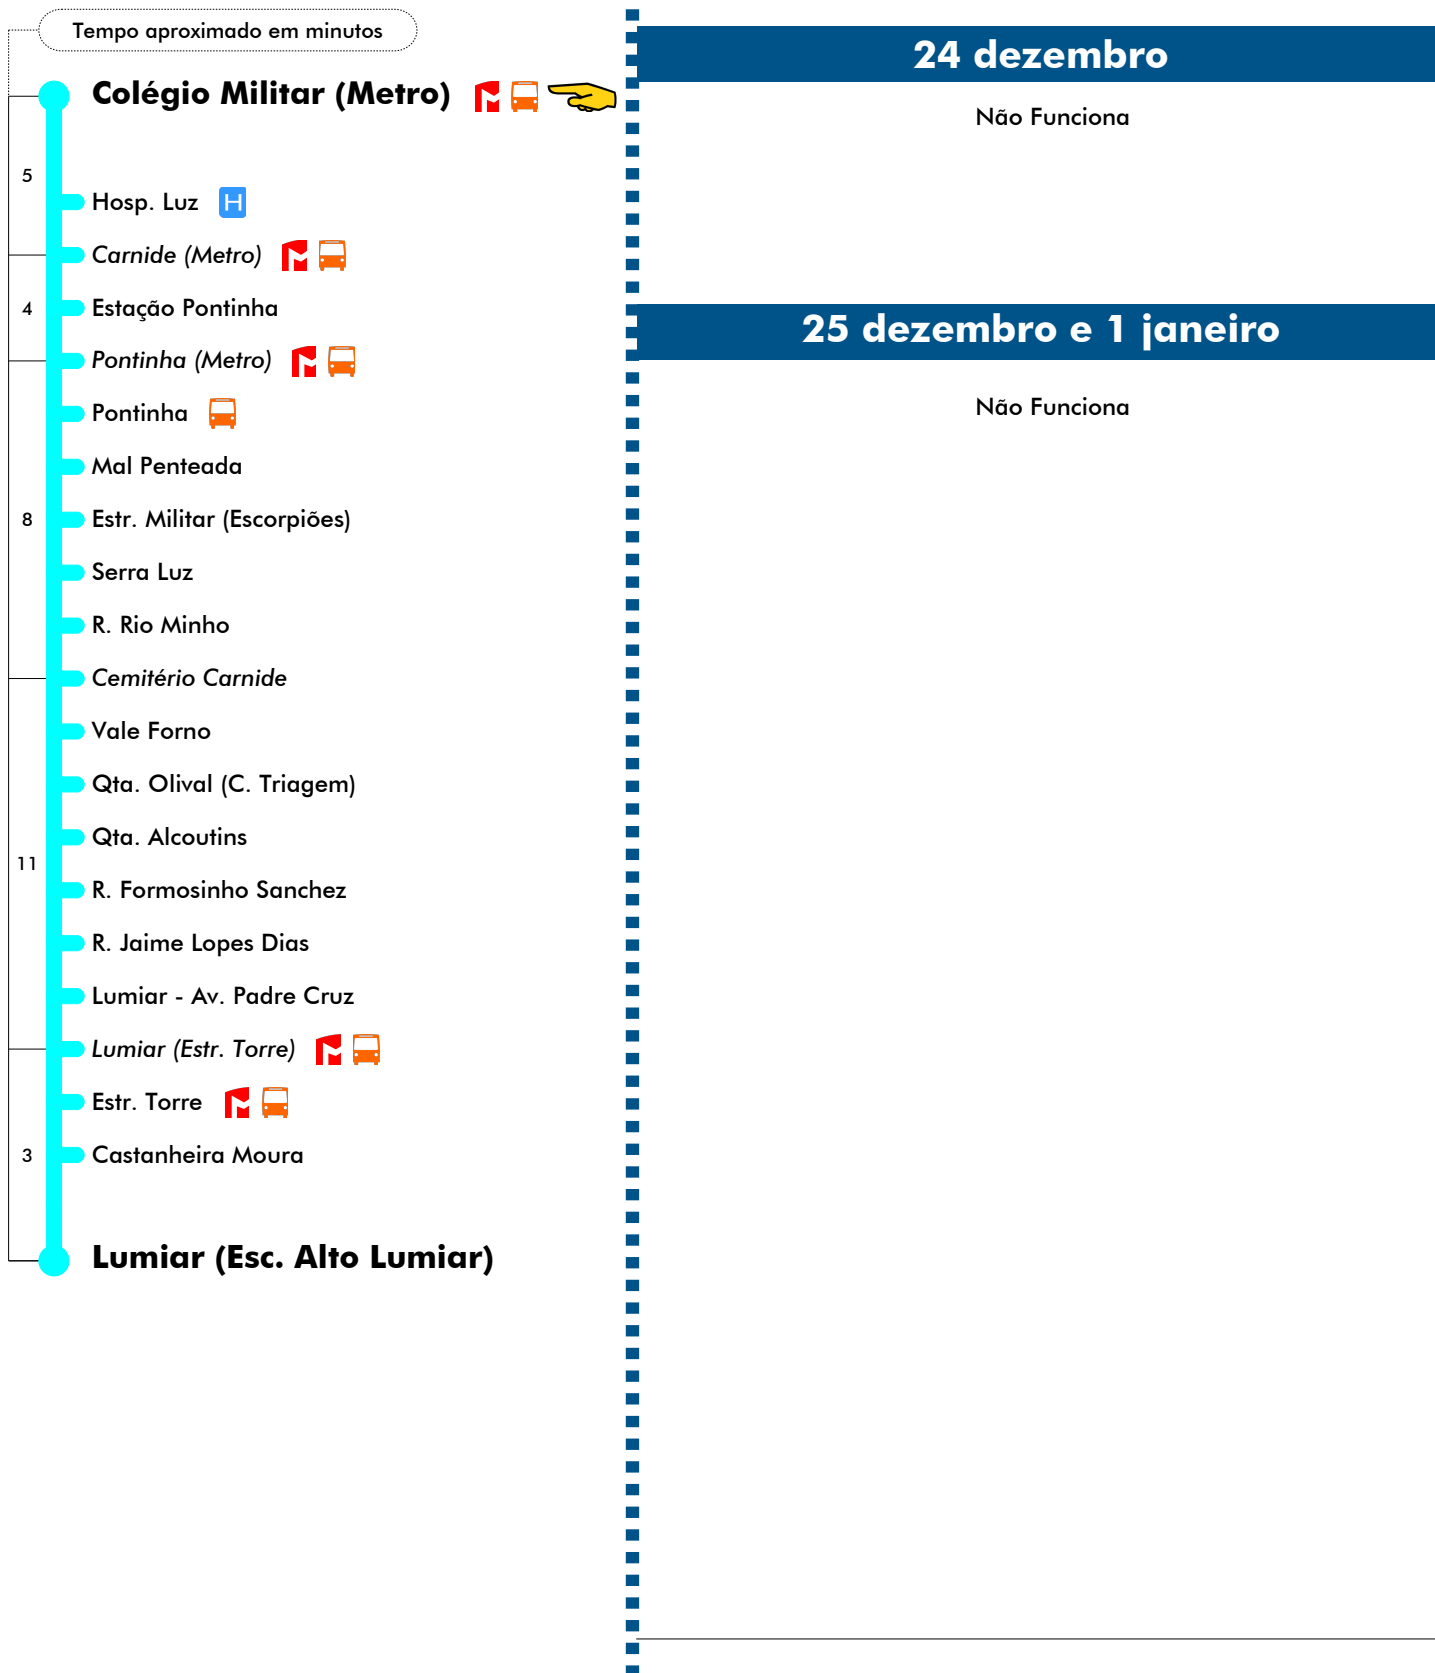 Tempo aproximado em minutos
Colégio Militar (Metro)
5
Hosp. Luz H
Carnide (Metro)
4
Estação Pontinha
Pontinha (Metro)
Pontinha
Mal Penteada
8
Estr. Militar (Escorpiões)
Serra Luz
R. Rio Minho
Cemitério Carnide
Vale Forno
Qta. Olival (C. Triagem)
Qta. Alcoutins
11
R. Formosinho Sanchez
R. Jaime Lopes Dias
Lumiar - Av. Padre Cruz
Lumiar (Estr. Torre)
Estr. Torre
3
Castanheira Moura
Lumiar (Esc. Alto Lumiar)
24 dezembro
Não Funciona
25 dezembro e 1 janeiro
Não Funciona